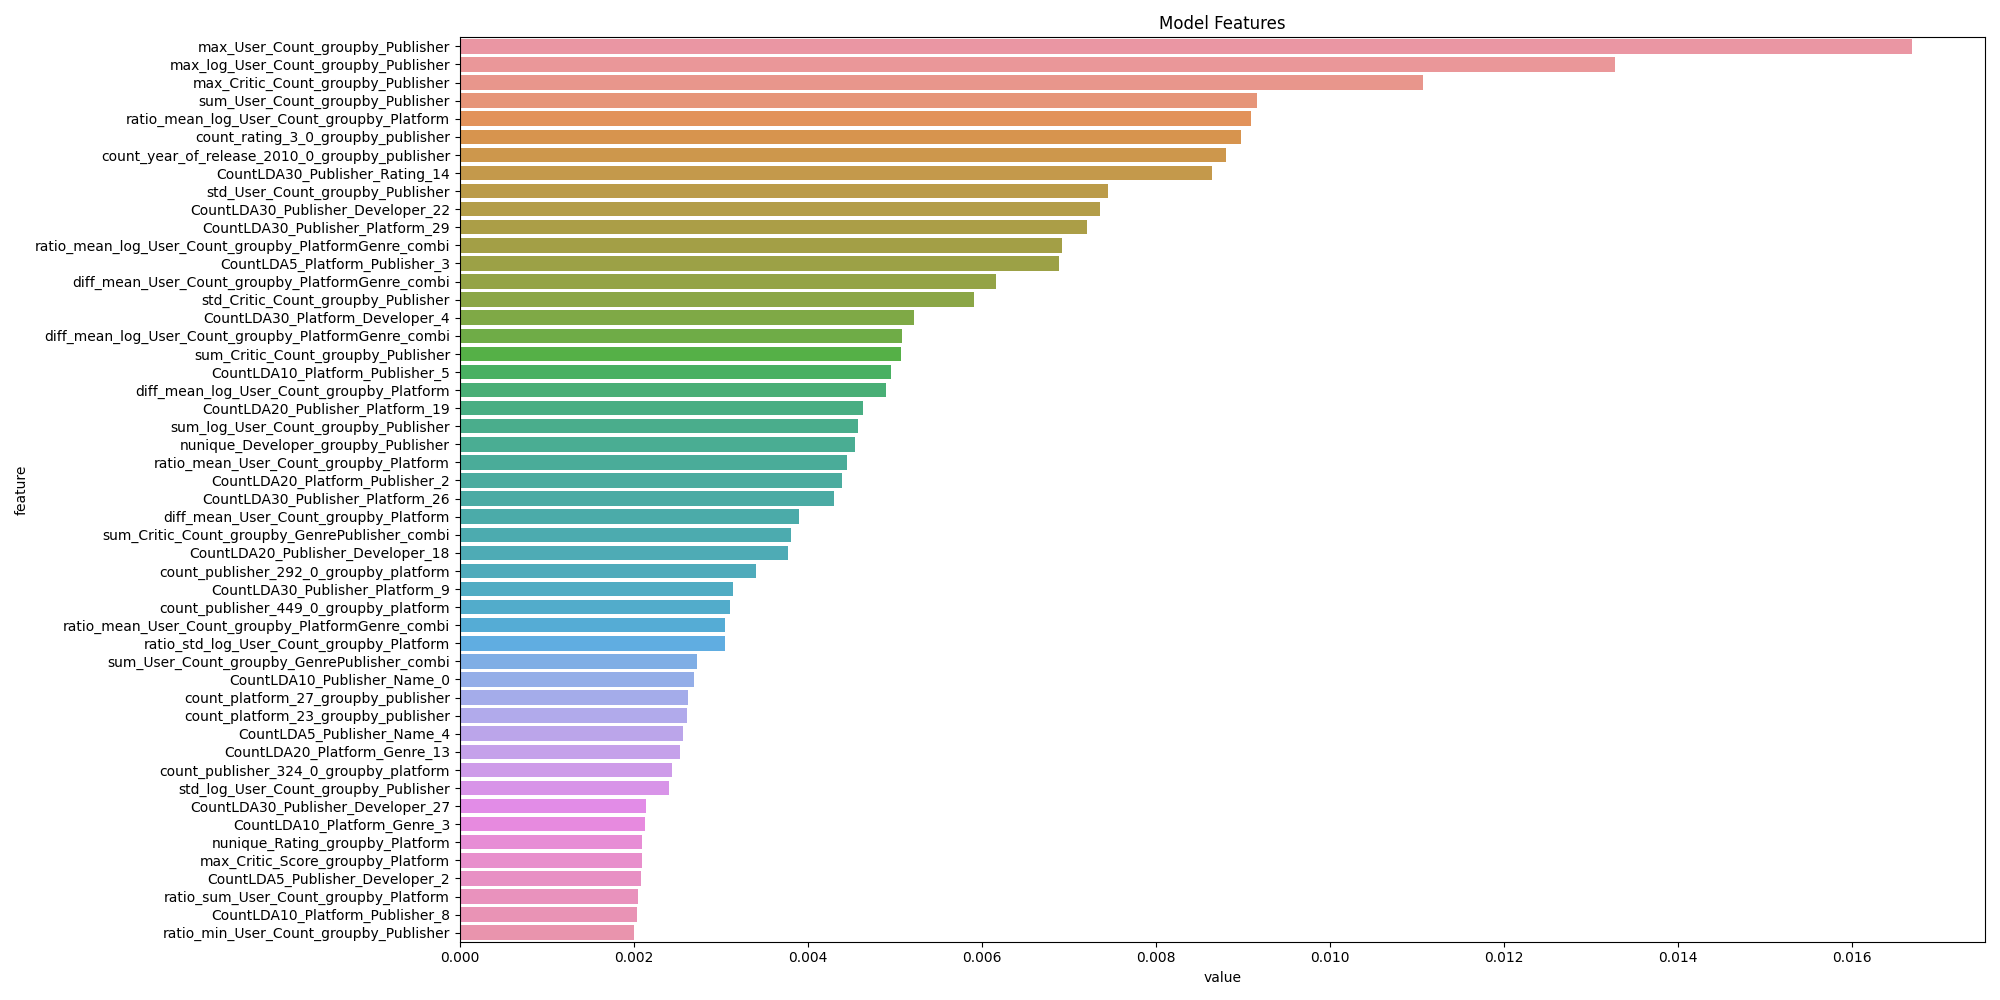 Model Features
max_User_Count_groupby_Publisher
max_log_User_Count_groupby_Publisher
max_Critic_Count_groupby_Publisher
sum_User_Count_groupby_Publisher
ratio_mean_log_User_Count_groupby_Platform
count_rating_3_0_groupby_publisher
count_year_of_release_2010_0_groupby_publisher
CountLDA30_Publisher_Rating_14
std_User_Count_groupby_Publisher
CountLDA30_Publisher_Developer_22
CountLDA30_Publisher_Platform_29
ratio_mean_log_User_Count_groupby_PlatformGenre_combi
CountLDA5_Platform_Publisher_3
diff_mean_User_Count_groupby_PlatformGenre_combi
std_Critic_Count_groupby_Publisher
CountLDA30_Platform_Developer_4
diff_mean_log_User_Count_groupby_PlatformGenre_combi
sum_Critic_Count_groupby_Publisher
CountLDA10_Platform_Publisher_5
diff_mean_log_User_Count_groupby_Platform
CountLDA20_Publisher_Platform_19
sum_log_User_Count_groupby_Publisher
nunique_Developer_groupby_Publisher
ratio_mean_User_Count_groupby_Platform
CountLDA20_Platform_Publisher_2
CountLDA30_Publisher_Platform_26
diff_mean_User_Count_groupby_Platform
sum_Critic_Count_groupby_GenrePublisher_combi
CountLDA20_Publisher_Developer_18
count_publisher_292_0_groupby_platform
CountLDA30_Publisher_Platform_9
count_publisher_449_0_groupby_platform
ratio_mean_User_Count_groupby_PlatformGenre_combi
ratio_std_log_User_Count_groupby_Platform
sum_User_Count_groupby_GenrePublisher_combi
CountLDA10_Publisher_Name_0
count_platform_27_groupby_publisher
count_platform_23_groupby_publisher
CountLDA5_Publisher_Name_4
CountLDA20_Platform_Genre_13
count_publisher_324_0_groupby_platform
std_log_User_Count_groupby_Publisher
CountLDA30_Publisher_Developer_27
CountLDA10_Platform_Genre_3
nunique_Rating_groupby_Platform
max_Critic_Score_groupby_Platform
CountLDA5_Publisher_Developer_2
ratio_sum_User_Count_groupby_Platform
CountLDA10_Platform_Publisher_8
ratio_min_User_Count_groupby_Publisher
feature
0.000 0.002 0.004 0.006 0.008 0.010 0.012 0.014 0.016
value